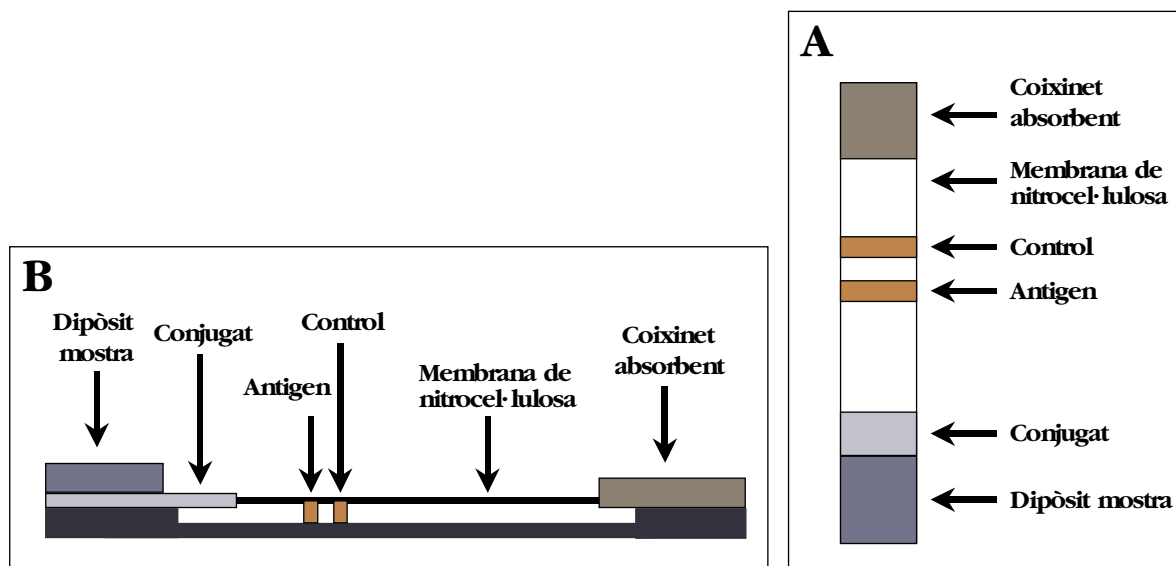 A
Coixinet
absorbent
Membrana de
nitrocel·lulosa
Control
Antigen
Conjugat
Dipòsit mostra
B
Dipòsit
mostra
Conjugat
Antigen
Control
Membrana de
nitrocel·lulosa
Coixinet
absorbent